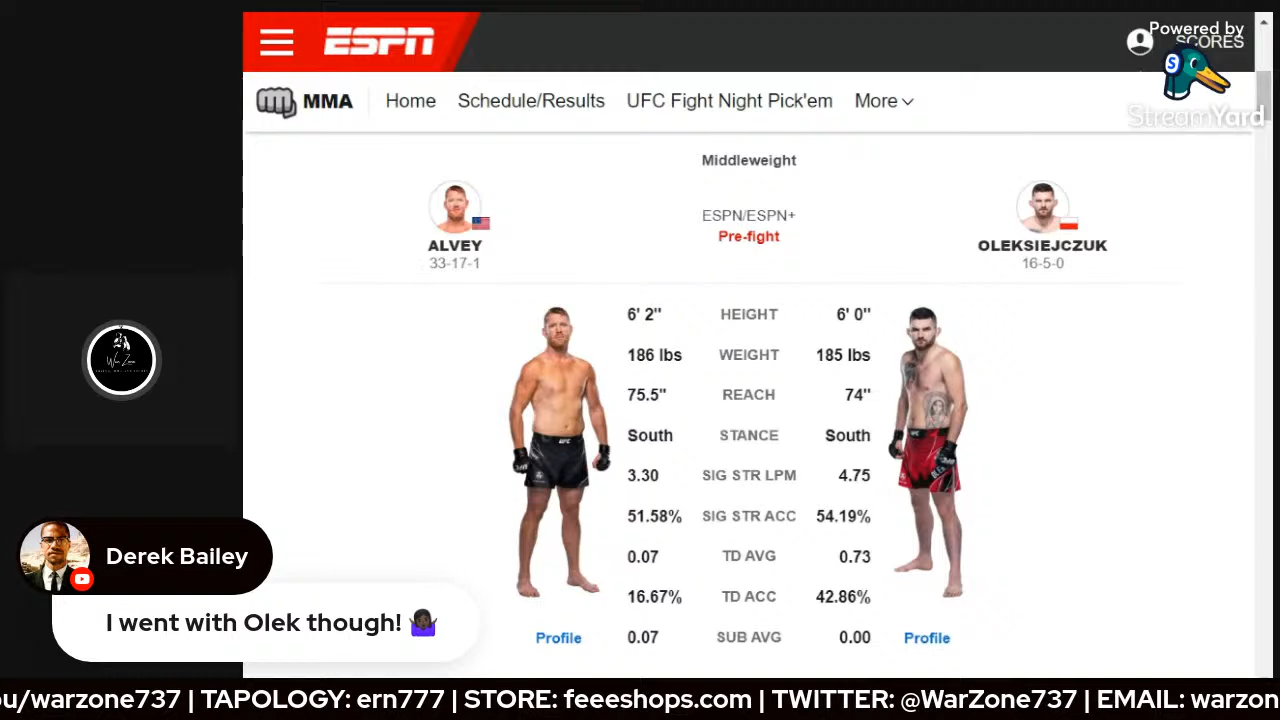 ESPN
Powered by
SCORES
StreamYard
MMA Home Schedule/Results UFC Fight Night Pick'em More
Middleweight
ALVEY
33-17-1
ESPN/ESPN+
Pre-fight
OLEKSIEJCZUK
16-5-0
6' 2" HEIGHT 6' 0"
186 lbs WEIGHT 185 lbs
75.5" REACH 74"
South STANCE South
3.30 SIG STR LPM 4.75
51.58% SIG STR ACC 54.19%
0.07 TD AVG 0.73
16.67% TD ACC 42.86%
Profile 0.07 SUB AVG 0.00 Profile
War Zone
Derek Bailey
I went with Olek though! 🤷🏿‍♀️
ou/warzone737 | TAPOLOGY: ern777 | STORE: feeeshops.com | TWITTER: @WarZone737 | EMAIL: warzon